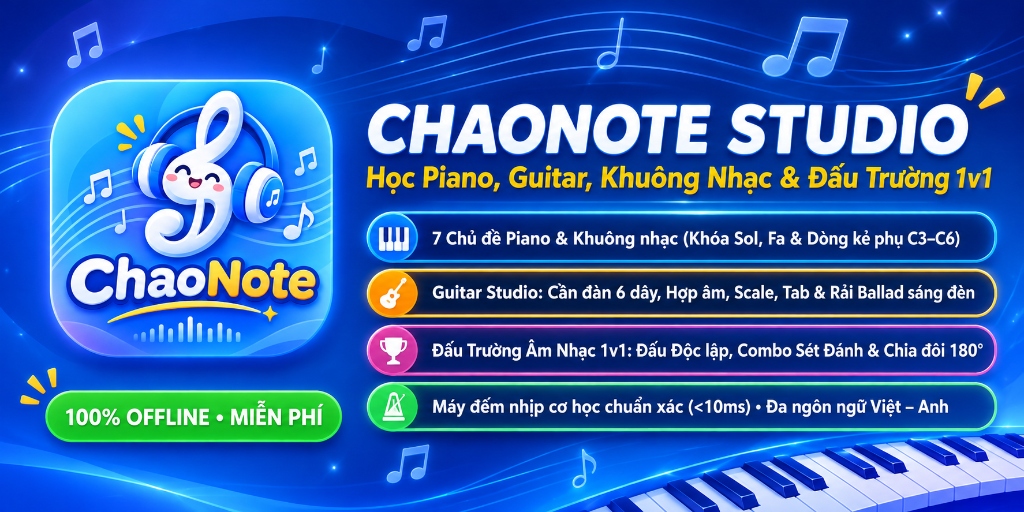 CHAONOTE STUDIO
Học Piano, Guitar, Khuông Nhạc & Đấu Trường 1v1
ChaoNote
100% OFFLINE • MIỄN PHÍ
7 Chủ đề Piano & Khuông nhạc (Khóa Sol, Fa & Dòng kẻ phụ C3–C6)
Guitar Studio: Cần đàn 6 dây, Hợp âm, Scale, Tab & Rải Ballad sáng đèn
Đấu Trường Âm Nhạc 1v1: Đấu Độc lập, Combo Sét Đánh & Chia đôi 180°
Máy đếm nhịp cơ học chuẩn xác (<10ms) • Đa ngôn ngữ Việt – Anh